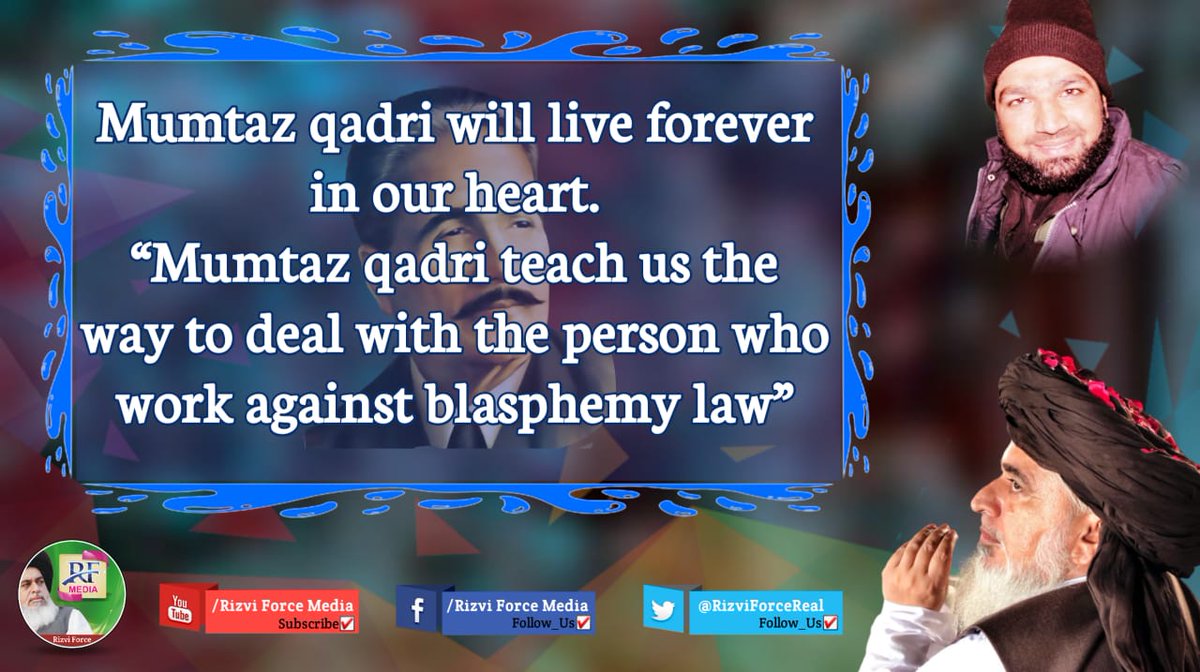 Mumtaz qadri will live forever
in our heart.
“Mumtaz qadri teach us the
way to deal with the person who
work against blasphemy law”
RF
MEDIA
Rizvi Force
You
Tube
/Rizvi Force Media
Subscribe
f
/Rizvi Force Media
Follow_Us
@RizviForceReal
Follow_Us